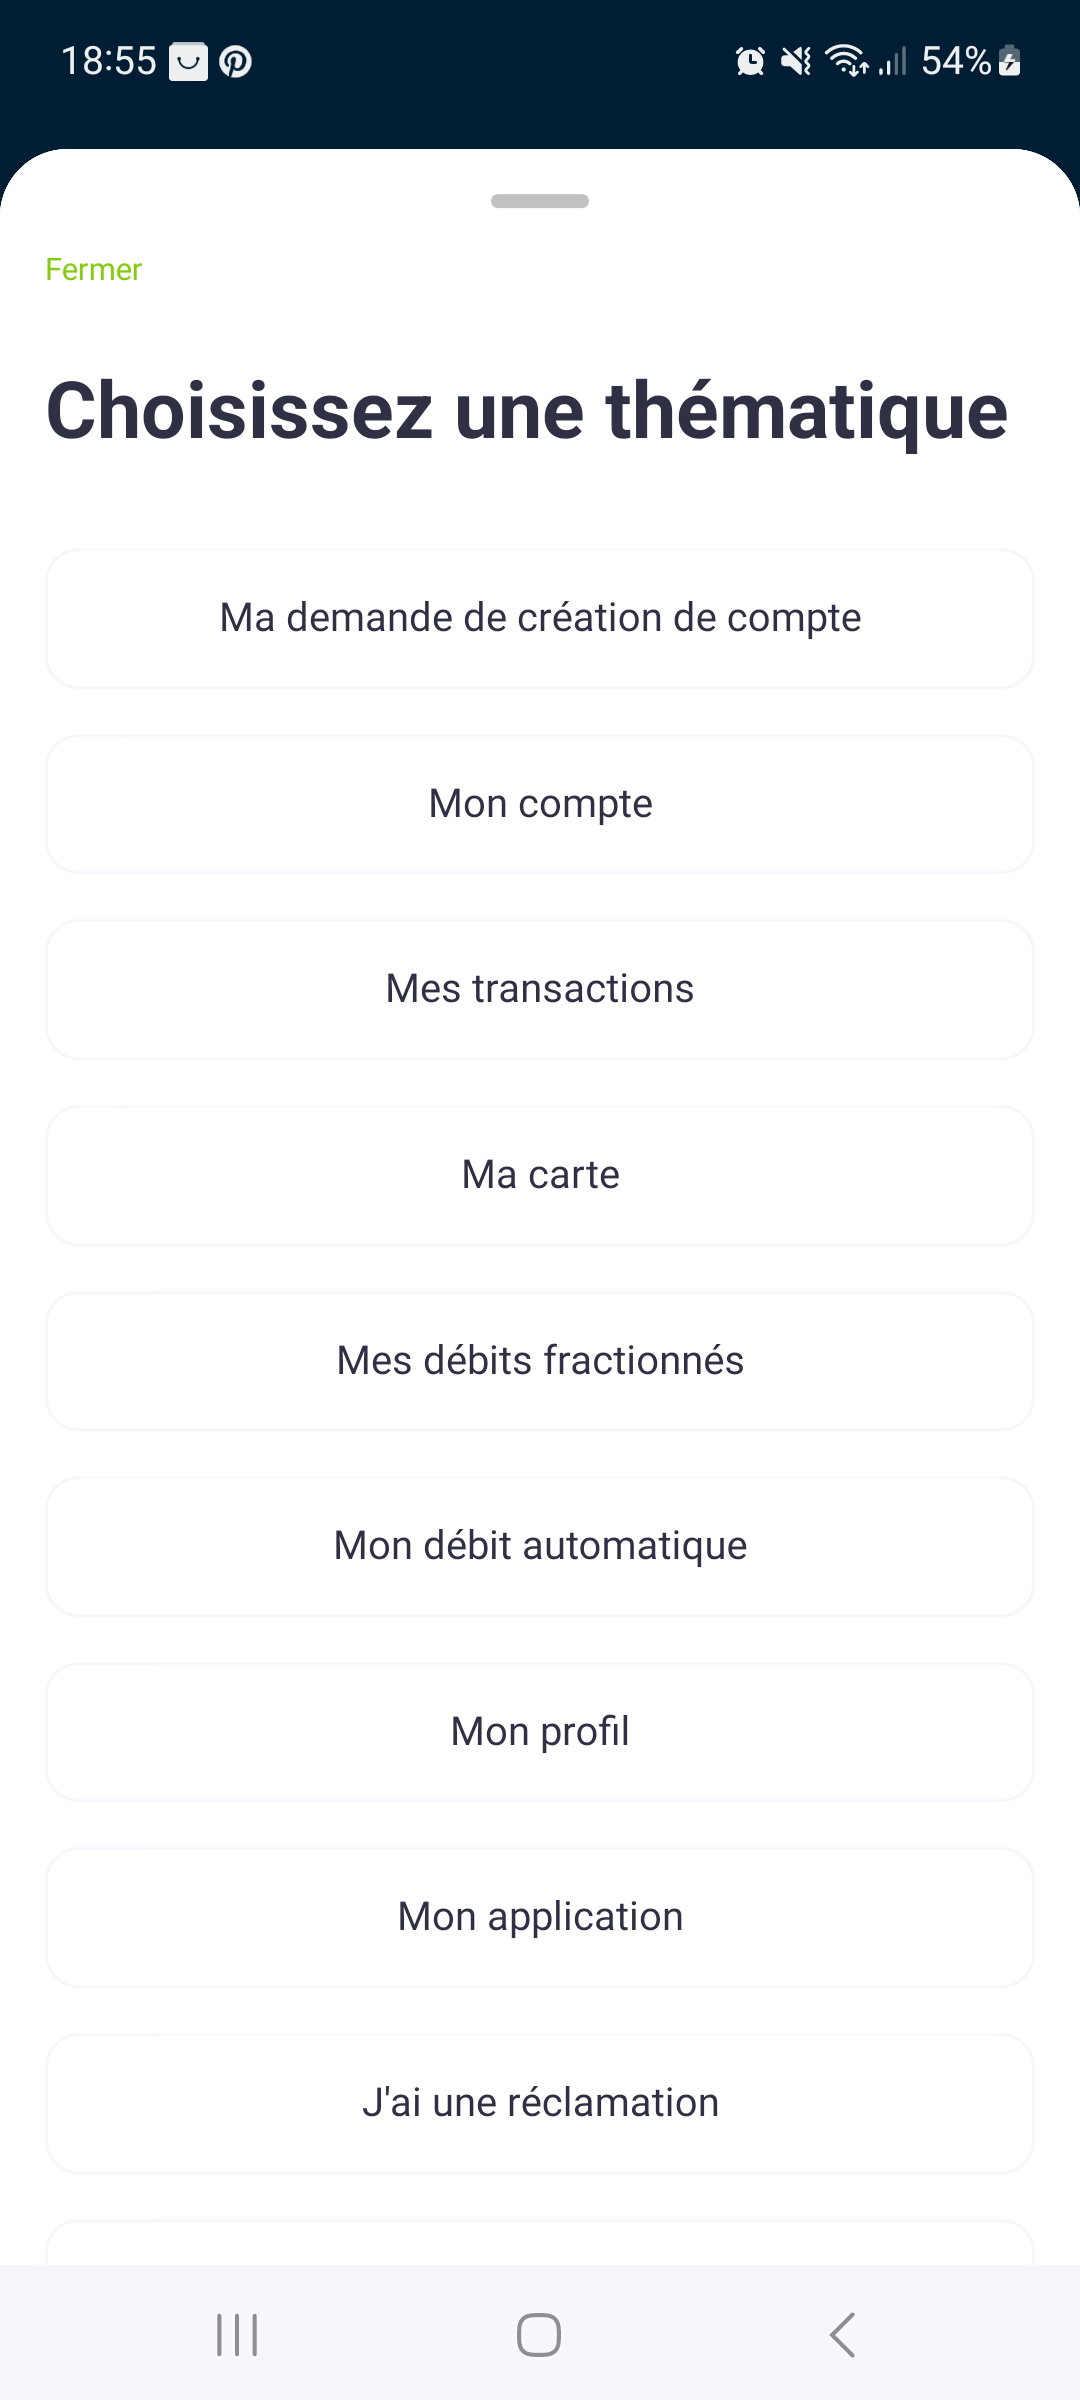 18:55
54%
Fermer
Choisissez une thématique
Ma demande de création de compte
Mon compte
Mes transactions
Ma carte
Mes débits fractionnés
Mon débit automatique
Mon profil
Mon application
J'ai une réclamation